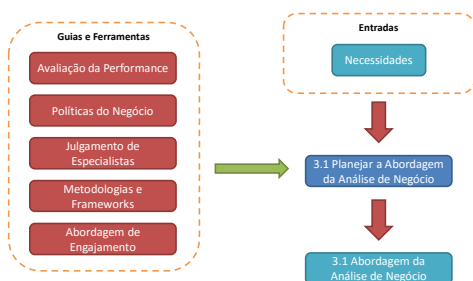 Guias e Ferramentas
Avaliação da Performance
Políticas do Negócio
Julgamento de
Especialistas
Metodologias e
Frameworks
Abordagem de
Engajamento
Entradas
Necessidades
3.1 Planejar a Abordagem
da Análise de Negócio
3.1 Abordagem da
Análise de Negócio